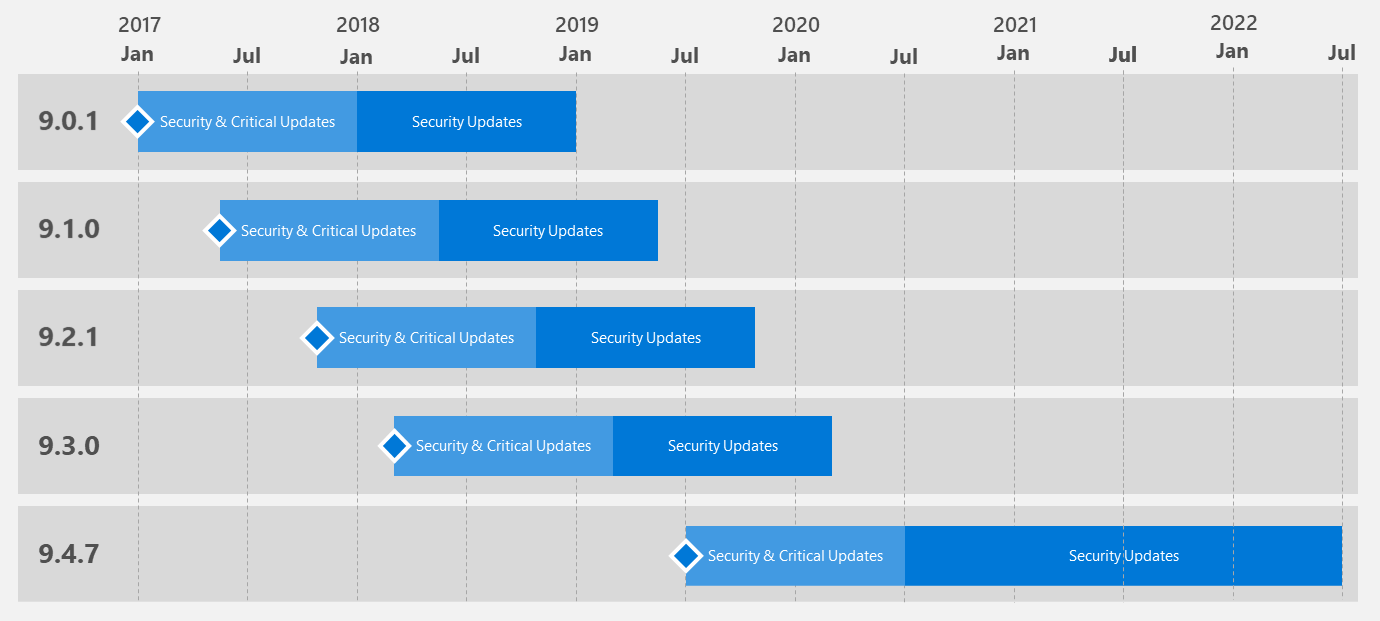 2017 2018 2019 2020 2021 2022
Jan Jul Jan Jul Jan Jul Jan Jul Jan Jul Jan Jul
9.0.1 Security & Critical Updates Security Updates
9.1.0 Security & Critical Updates Security Updates
9.2.1 Security & Critical Updates Security Updates
9.3.0 Security & Critical Updates Security Updates
9.4.7 Security & Critical Updates Security Updates